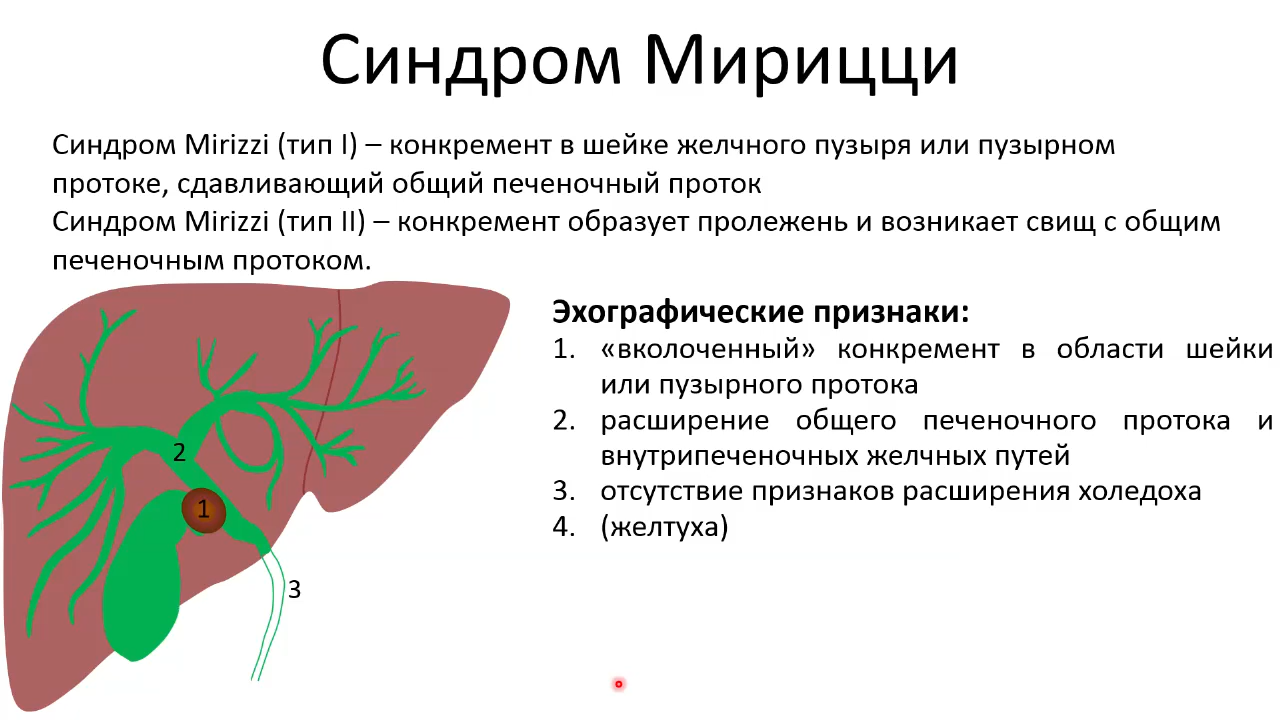 Синдром Мирицци
Синдром Mirizzi (тип I) – конкремент в шейке желчного пузыря или пузырном
протоке, сдавливающий общий печеночный проток
Синдром Mirizzi (тип II) – конкремент образует пролежень и возникает свищ с общим
печеночным протоком.
Эхографические признаки:
1. «вколоченный» конкремент в области шейки
или пузырного протока
2. расширение общего печеночного протока и
внутрипеченочных желчных путей
3. отсутствие признаков расширения холедоха
4. (желтуха)
2
1
3